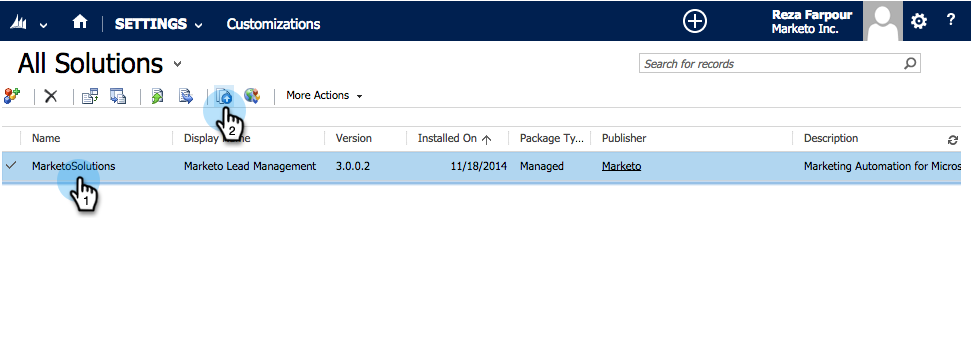 SETTINGS Customizations Reza Farpour
Marketo Inc. ?
All Solutions
Search for records
More Actions
2
Name Display Version Installed On Package Ty... Publisher Description
MarketoSolutions Marketo Lead Management 3.0.0.2 11/18/2014 Managed Marketo Marketing Automation for Micros
1